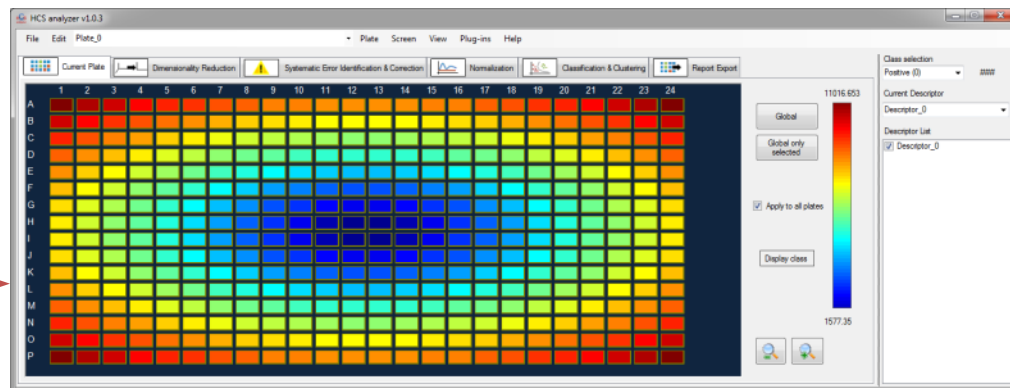 HCS analyzer v1.0.3
File Edit Plate_0 Plate Screen View Plug-ins Help
Current Plate Dimensionality Reduction Systematic Error Identification & Correction Normalization Classification & Clustering Report Export
Class selection
Positive (0) ####
Current Descriptor
Descriptor_0
Descriptor List
Descriptor_0
1 2 3 4 5 6 7 8 9 10 11 12 13 14 15 16 17 18 19 20 21 22 23 24
A
B
C
D
E
F
G
H
I
J
K
L
M
N
O
P
Global
Global only
selected
Apply to all plates
Display class
11016.653
1577.35